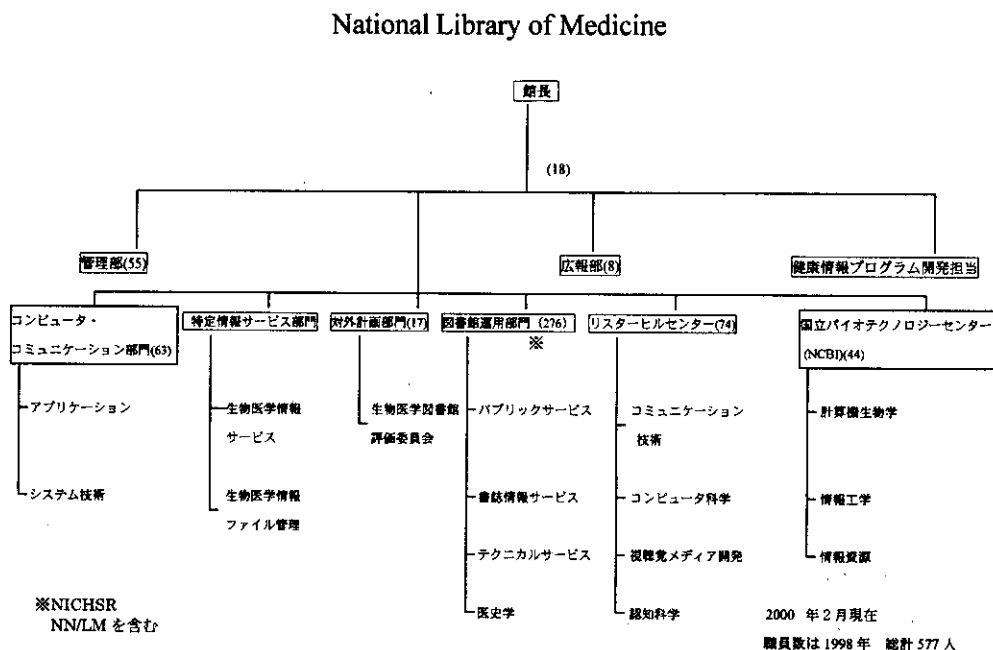 National Library of Medicine
館長
(18)
管理部(55)
広報部(8)
健康情報プログラム開発担当
コンピュータ・
コミュニケーション部門(63)
特定情報サービス部門
対外計画部門(17)
図書館運用部門 (276)
※
リスターヒルセンター(74)
国立バイオテクノロジーセンター
(NCBI)(44)
アプリケーション
システム技術
生物医学情報
サービス
生物医学情報
ファイル管理
生物医学図書館
評価委員会
パブリックサービス
書誌情報サービス
テクニカルサービス
医史学
コミュニケーション
技術
コンピュータ科学
視聴覚メディア開発
認知科学
計算機生物学
情報工学
情報資源
※NICHSR
NN/LM を含む
2000 年2月現在
職員数は 1998 年 総計 577 人